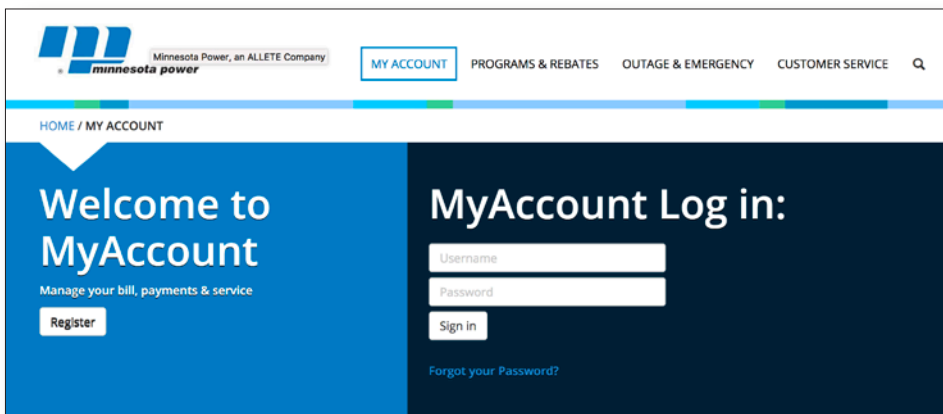 Minnesota Power, an ALLETE Company
® minnesota power
MY ACCOUNT PROGRAMS & REBATES OUTAGE & EMERGENCY CUSTOMER SERVICE
HOME / MY ACCOUNT
Welcome to
MyAccount
Manage your bill, payments & service
Register
MyAccount Log in:
Username
Password
Sign in
Forgot your Password?